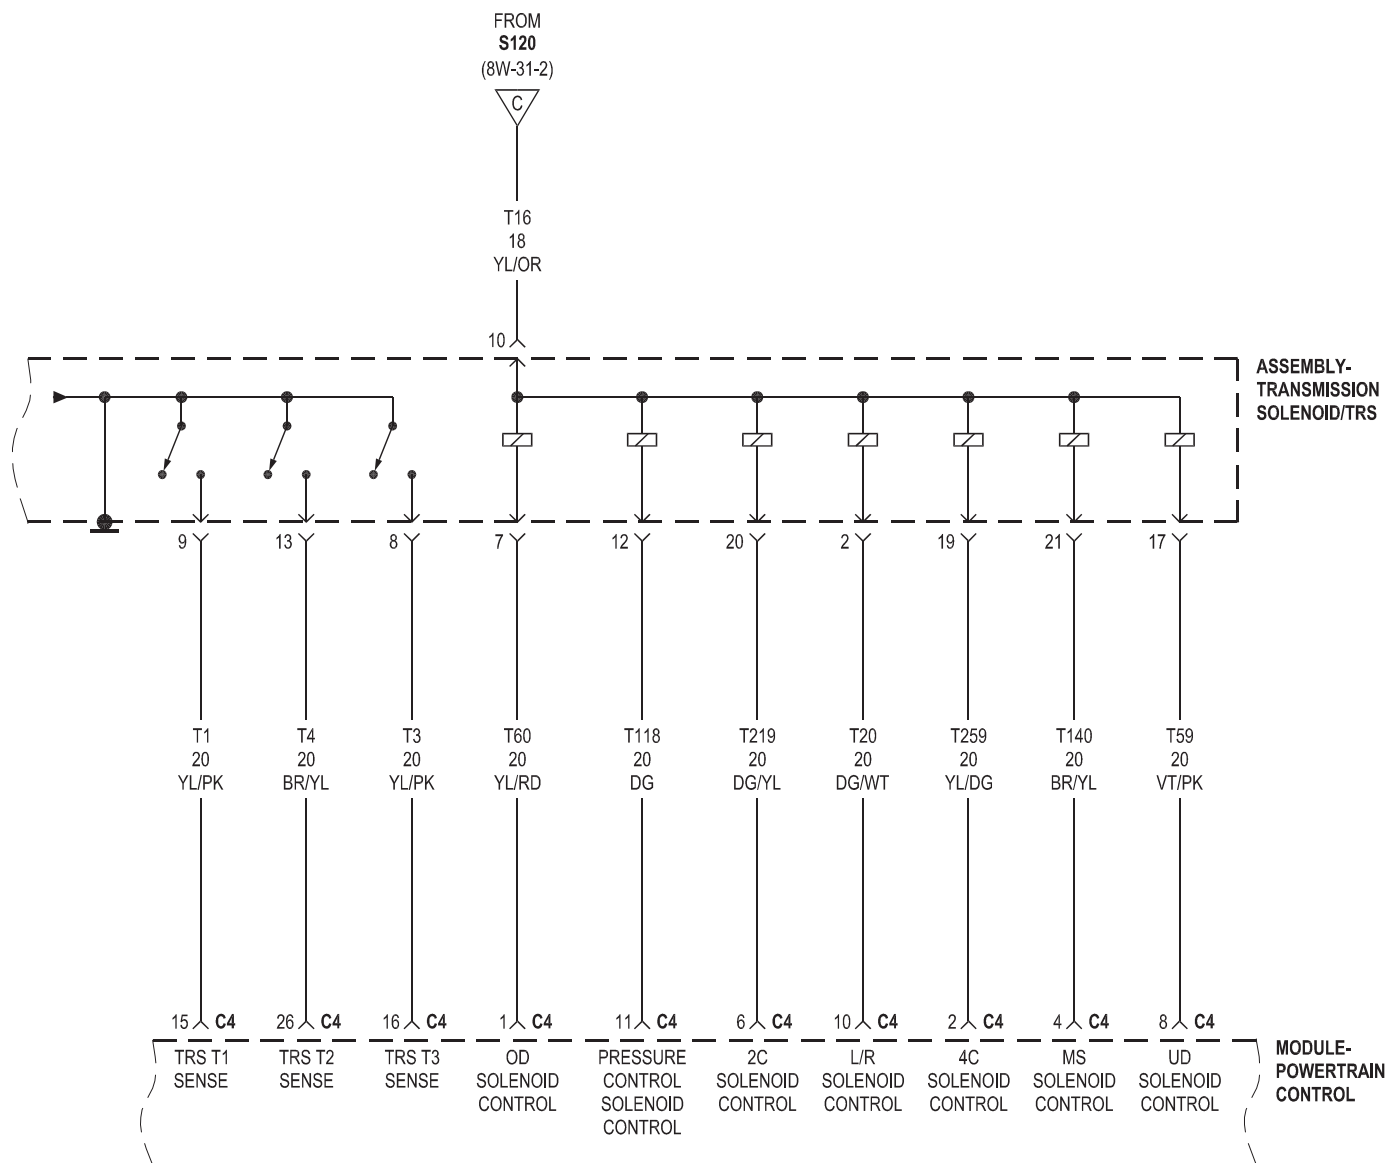 FROM
S120
(8W-31-2)
C
T16
18
YL/OR
10
ASSEMBLY-
TRANSMISSION
SOLENOID/TRS
9 13 8 7 12 20 2 19 21 17
T1 T4 T3 T60 T118 T219 T20 T259 T140 T59
20 20 20 20 20 20 20 20 20 20
YL/PK BR/YL YL/PK YL/RD DG DG/YL DG/WT YL/DG BR/YL VT/PK
15 C4 26 C4 16 C4 1 C4 11 C4 6 C4 10 C4 2 C4 4 C4 8 C4
TRS T1
SENSE
TRS T2
SENSE
TRS T3
SENSE
OD
SOLENOID
CONTROL
PRESSURE
CONTROL
SOLENOID
CONTROL
2C
SOLENOID
CONTROL
L/R
SOLENOID
CONTROL
4C
SOLENOID
CONTROL
MS
SOLENOID
CONTROL
UD
SOLENOID
CONTROL
MODULE-
POWERTRAIN
CONTROL